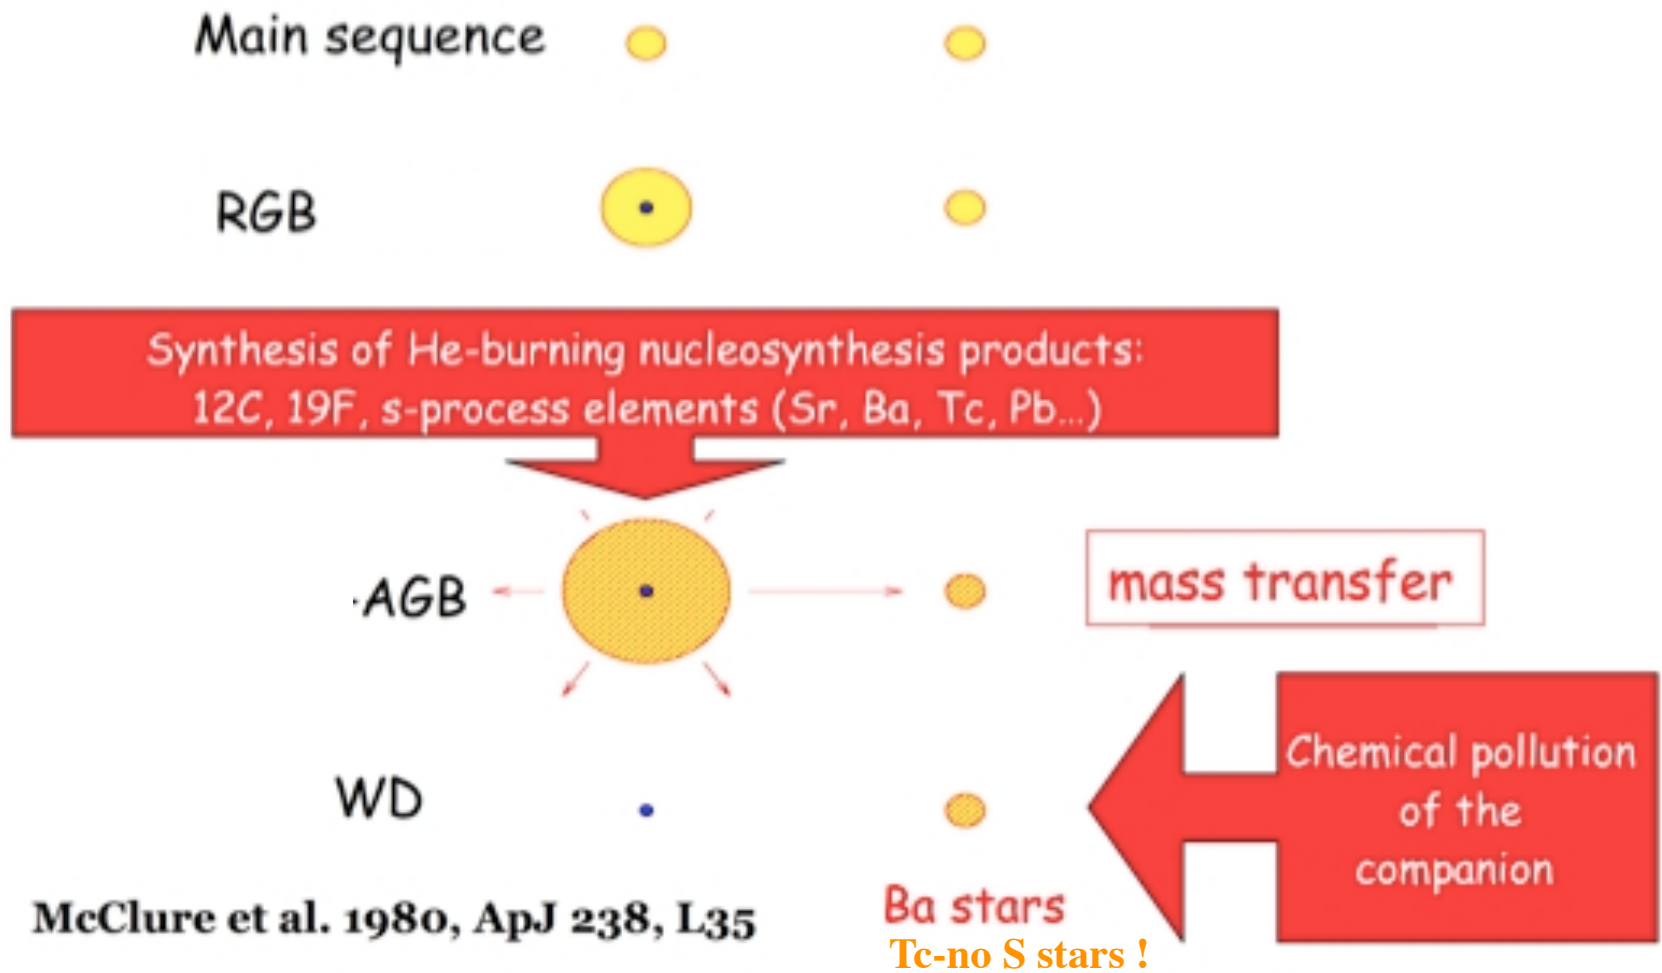 Main sequence
RGB
Synthesis of He-burning nucleosynthesis products:
12C, 19F, s-process elements (Sr, Ba, Tc, Pb...)
AGB
mass transfer
WD
Chemical pollution
of the
companion
McClure et al. 1980, ApJ 238, L35
Ba stars
Tc-no S stars !